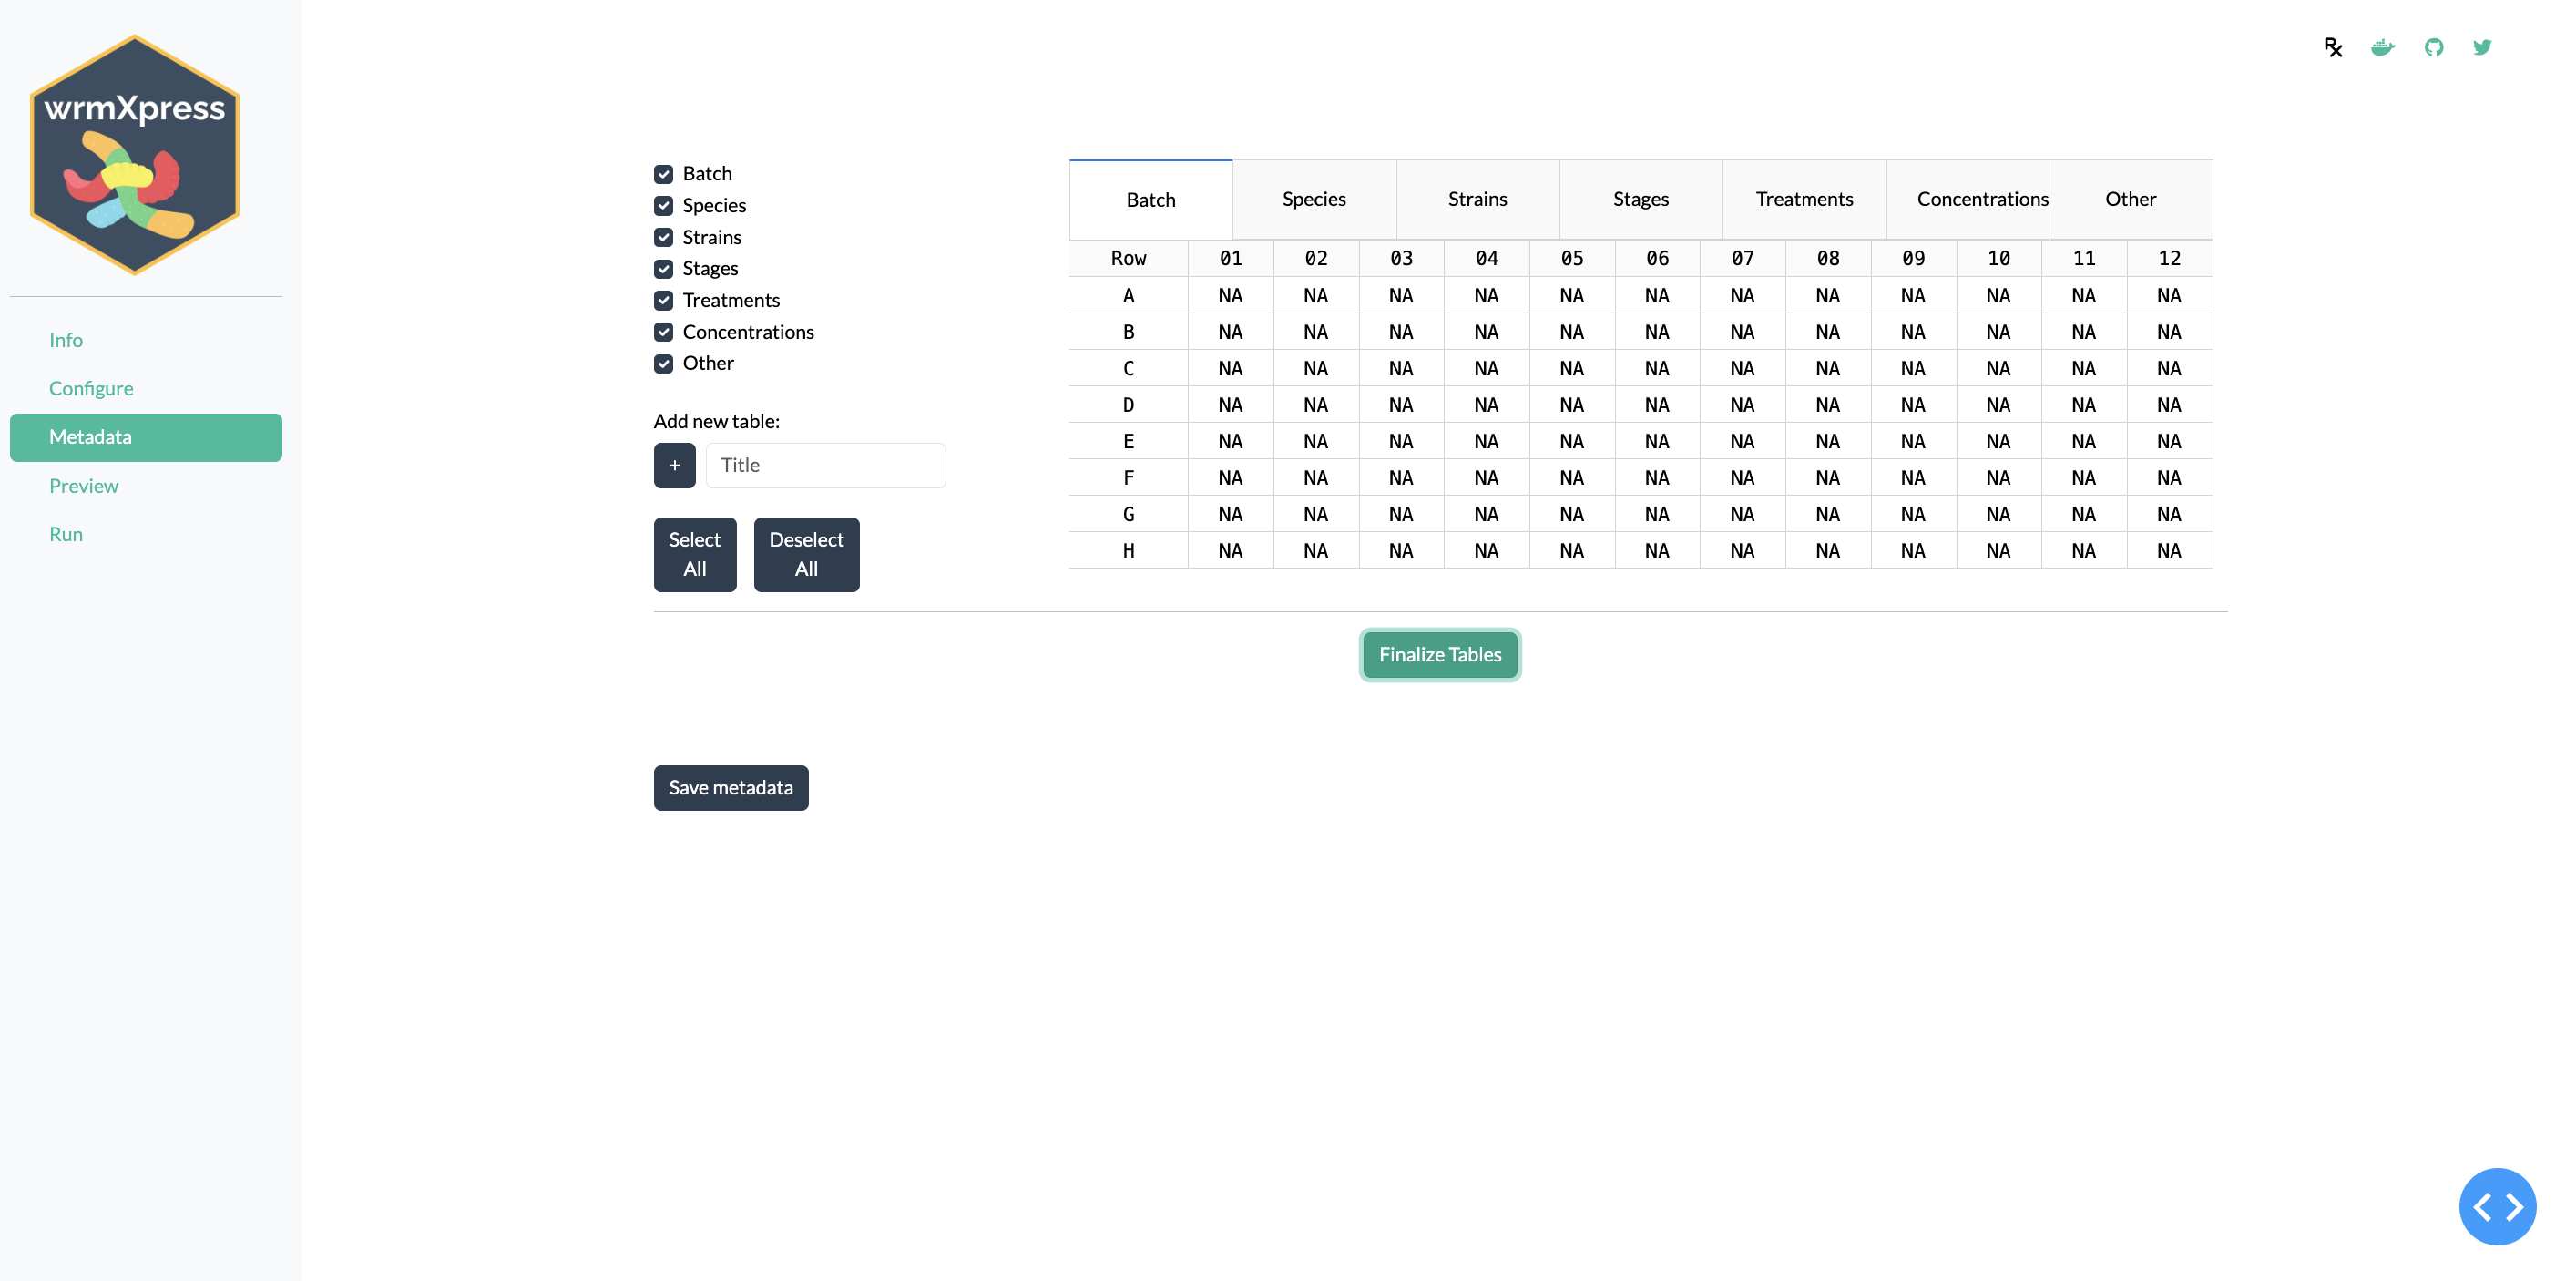 wrmXpress
Info
Configure
Metadata
Preview
Run
Batch
Species
Strains
Stages
Treatments
Concentrations
Other
Add new table:
+ Title
Select All
Deselect All
Batch Species Strains Stages Treatments Concentrations Other
Row 01 02 03 04 05 06 07 08 09 10 11 12
A NA NA NA NA NA NA NA NA NA NA NA NA
B NA NA NA NA NA NA NA NA NA NA NA NA
C NA NA NA NA NA NA NA NA NA NA NA NA
D NA NA NA NA NA NA NA NA NA NA NA NA
E NA NA NA NA NA NA NA NA NA NA NA NA
F NA NA NA NA NA NA NA NA NA NA NA NA
G NA NA NA NA NA NA NA NA NA NA NA NA
H NA NA NA NA NA NA NA NA NA NA NA NA
Finalize Tables
Save metadata